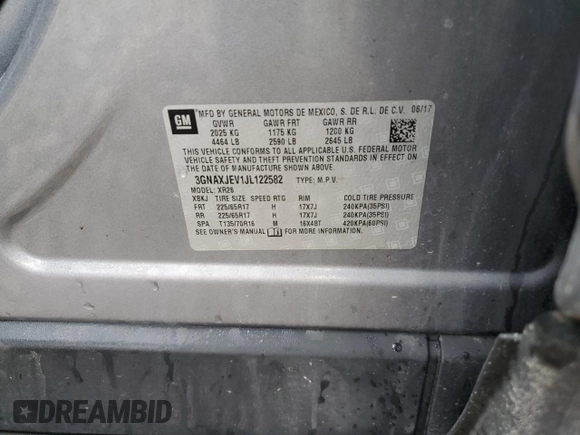 GM
MFD BY GENERAL MOTORS DE MEXICO, S. DE R.L. DE C.V. 06/17
GVWR GAWR FRT GAWR RR
2025 KG 1175 KG 1200 KG
4464 LB 2590 LB 2645 LB
THIS VEHICLE CONFORMS TO ALL APPLICABLE U.S. FEDERAL MOTOR
VEHICLE SAFETY AND THEFT PREVENTION STANDARDS IN EFFECT ON
THE DATE OF MANUFACTURE SHOWN ABOVE.
3GNAXJEV1JL122582 TYPE: M.P.V.
MODEL: XR26
XBKJ TIRE SIZE SPEED RTG RIM COLD TIRE PRESSURE
FRT 225/65R17 H 17X7J 240KPA(35PSI)
RR 225/65R17 H 17X7J 240KPA(35PSI)
SPA T135/70R16 M 16X4BT 420KPA(60PSI)
SEE OWNER'S MANUAL FOR MORE INFORMATION.
DREAMBID